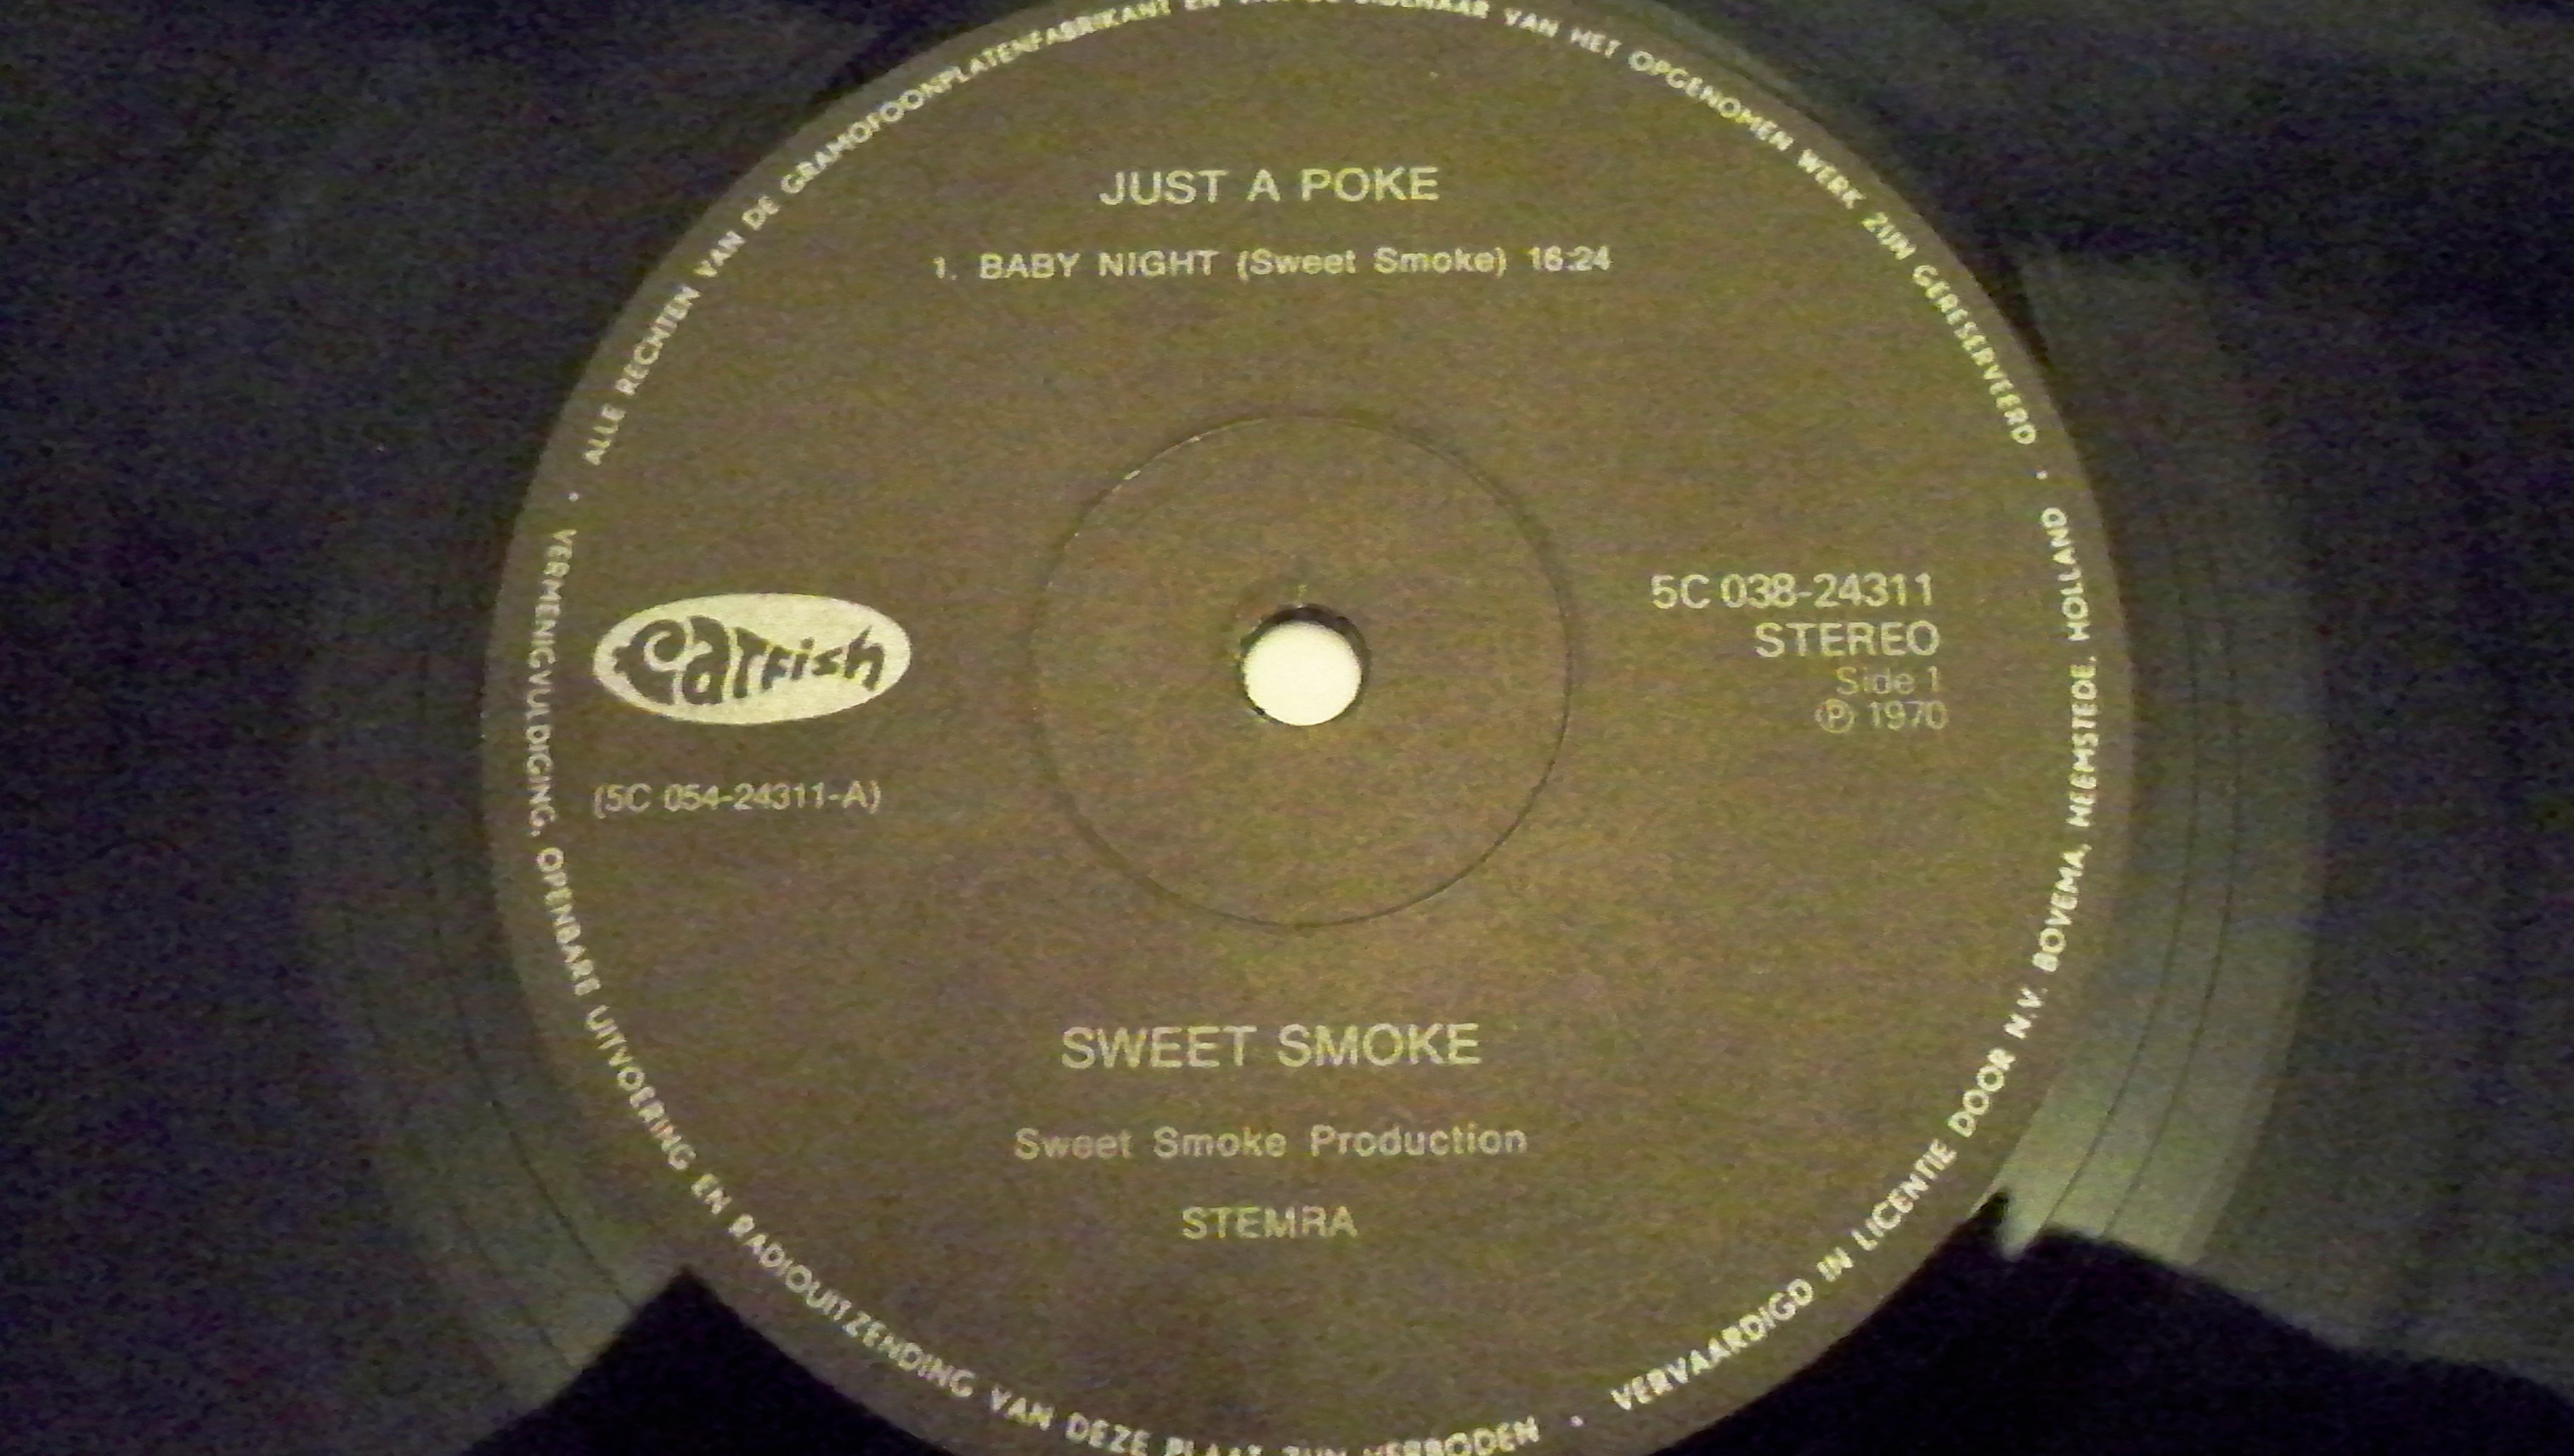 JUST A POKE
1. BABY NIGHT (Sweet Smoke) 16:24
Catfish
(5C 054-24311-A)
5C 038-24311
STEREO
Side 1
Ⓟ 1970
SWEET SMOKE
Sweet Smoke Production
STEMRA
ALLE RECHTEN VAN DE GRAMOFOONPLATENFABRIKANT EN VAN DE EIGENAAR VAN HET OPGENOMEN WERK ZIJN GERESERVEERD ·
VERMENIGVULDIGING, OPENBARE UITVOERING EN RADIOUITZENDING VAN DEZE PLAAT ZIJN VERBODEN ·
VERVAARDIGD IN LICENTIE DOOR N.V. BOVEMA, HEEMSTEDE, HOLLAND ·